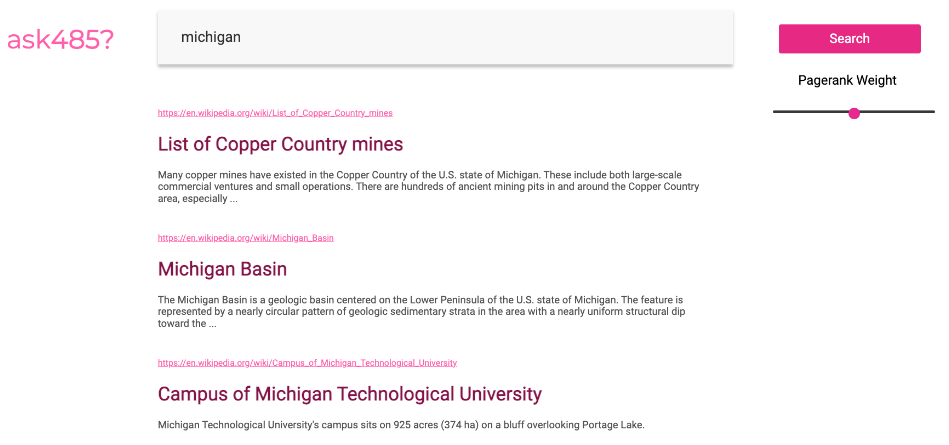 ask485?
michigan
Search
Pagerank Weight
https://en.wikipedia.org/wiki/List_of_Copper_Country_mines
List of Copper Country mines
Many copper mines have existed in the Copper Country of the U.S. state of Michigan. These include both large-scale
commercial ventures and small operations. There are hundreds of ancient mining pits in and around the Copper Country
area, especially ...
https://en.wikipedia.org/wiki/Michigan_Basin
Michigan Basin
The Michigan Basin is a geologic basin centered on the Lower Peninsula of the U.S. state of Michigan. The feature is
represented by a nearly circular pattern of geologic sedimentary strata in the area with a nearly uniform structural dip
toward the ...
https://en.wikipedia.org/wiki/Campus_of_Michigan_Technological_University
Campus of Michigan Technological University
Michigan Technological University's campus sits on 925 acres (374 ha) on a bluff overlooking Portage Lake.